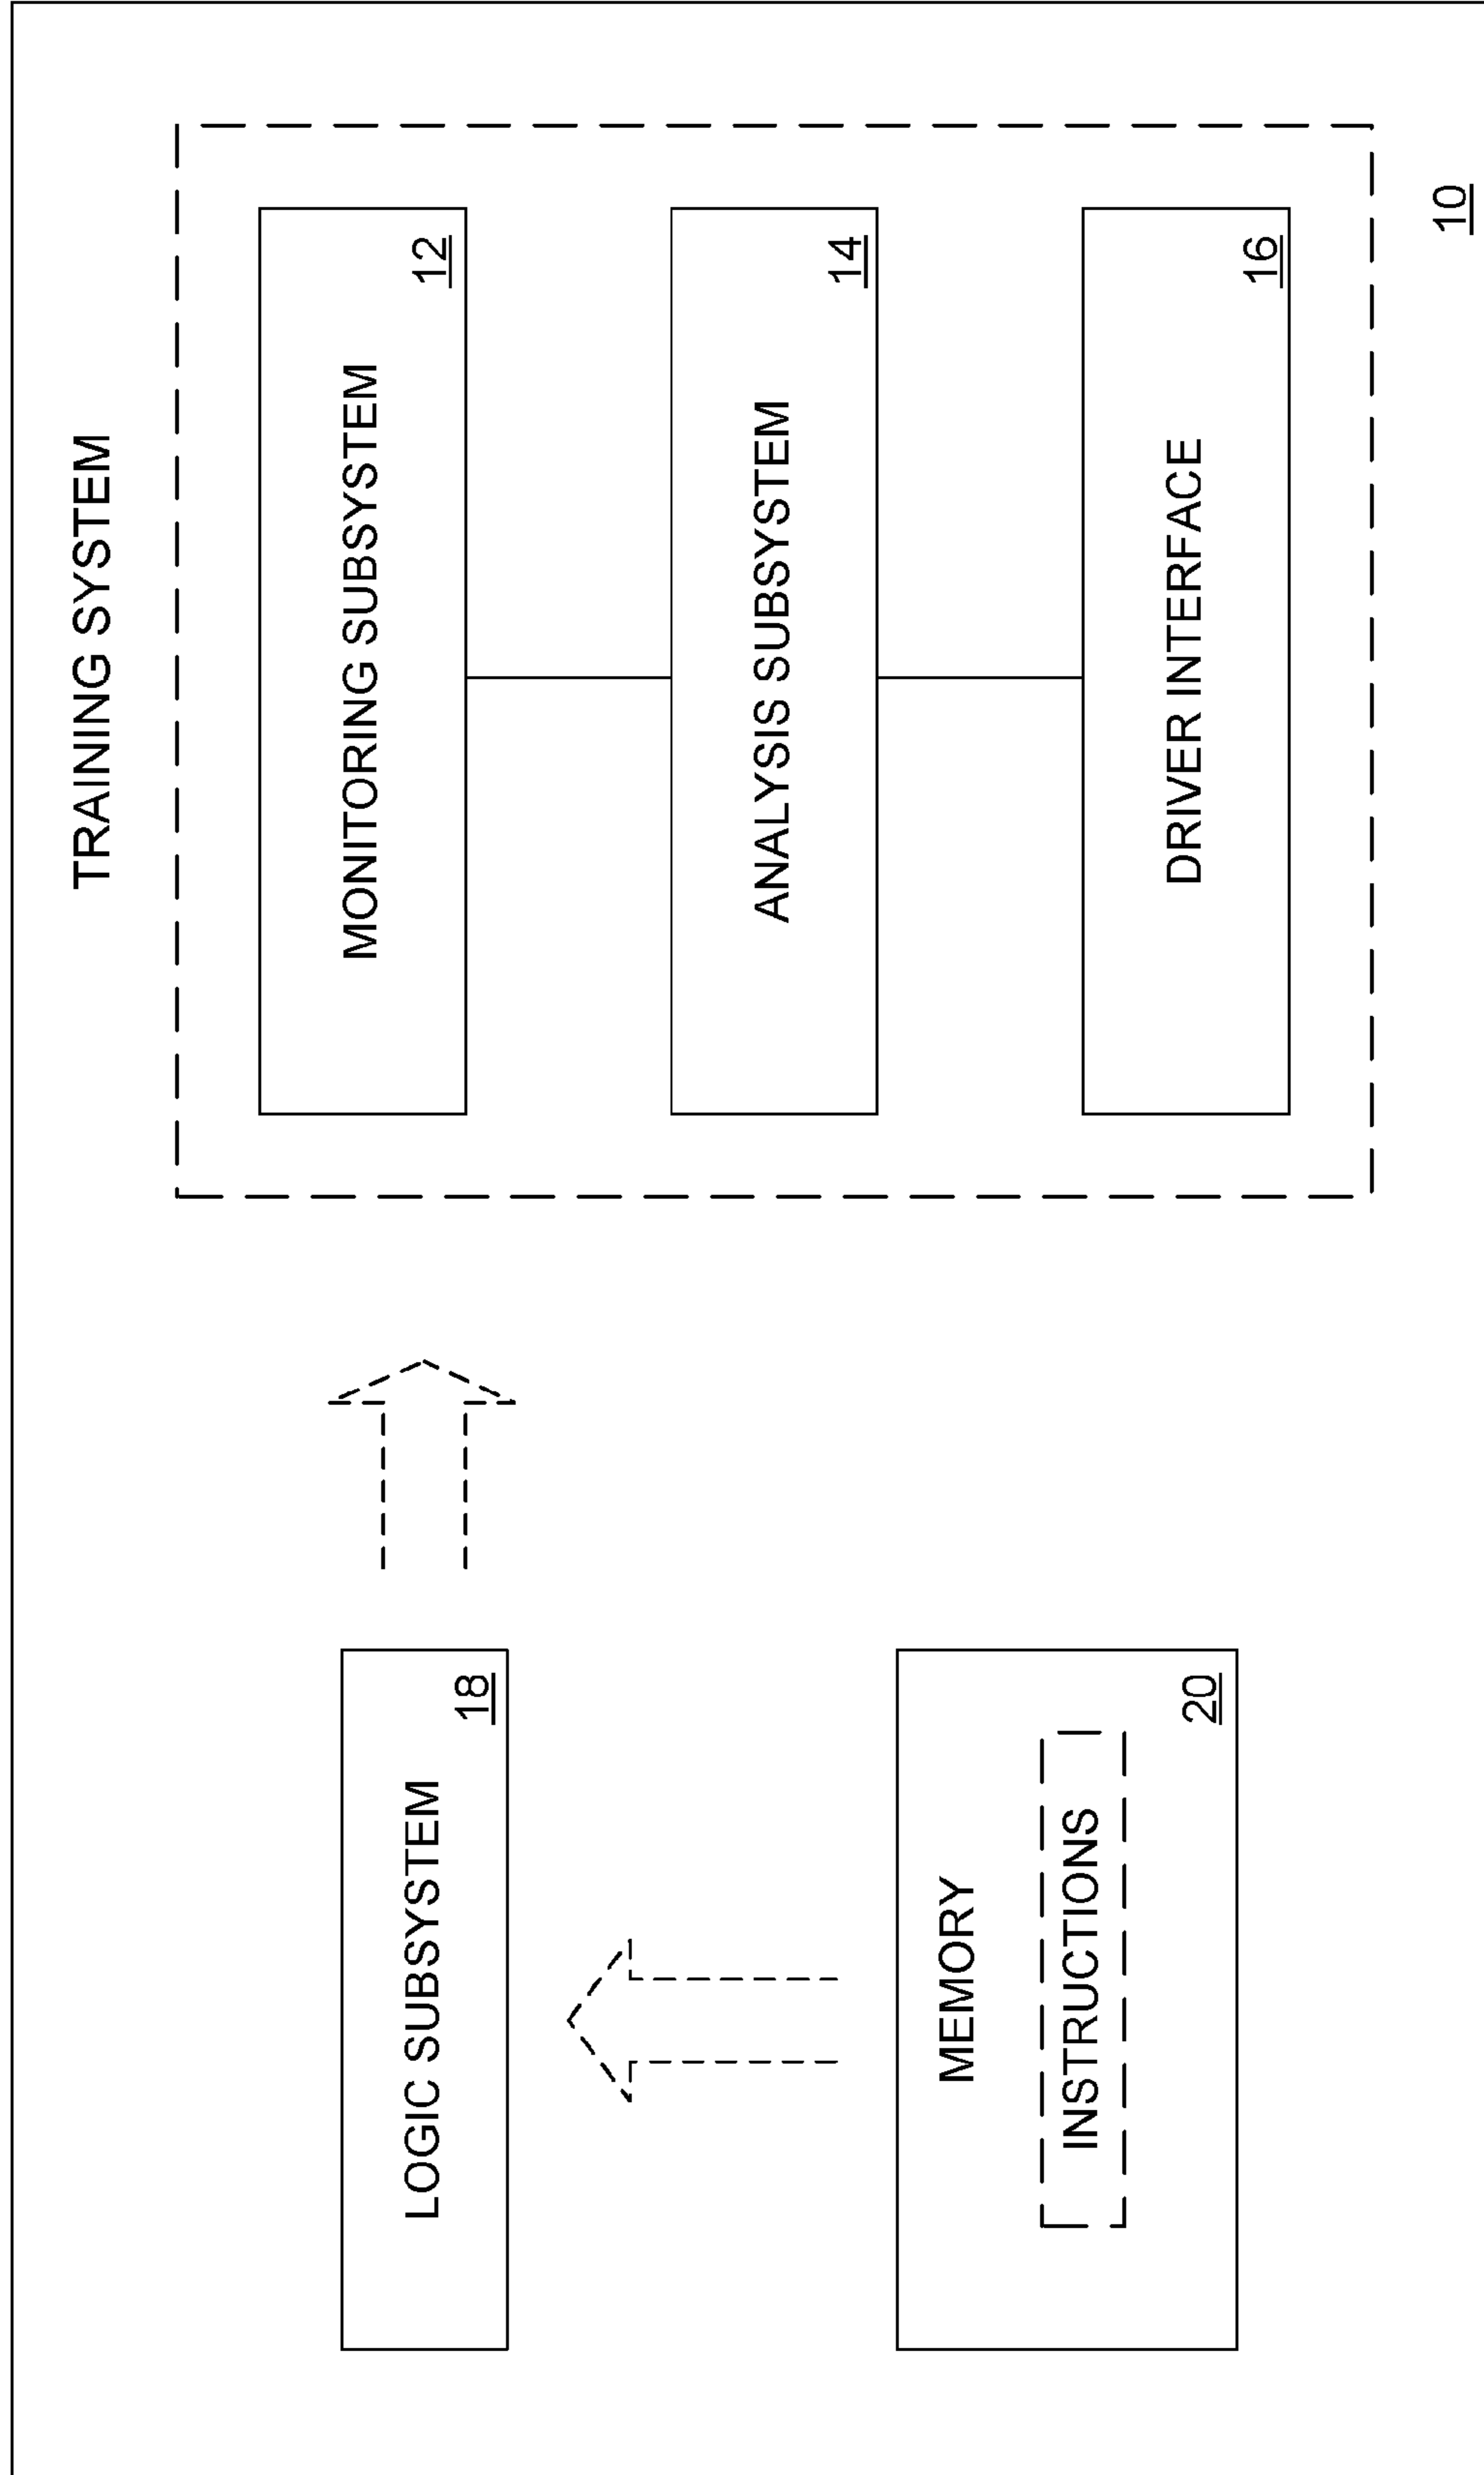 TRAINING SYSTEM
LOGIC SUBSYSTEM
18
MEMORY
INSTRUCTIONS
20
MONITORING SUBSYSTEM
12
ANALYSIS SUBSYSTEM
14
DRIVER INTERFACE
16
10